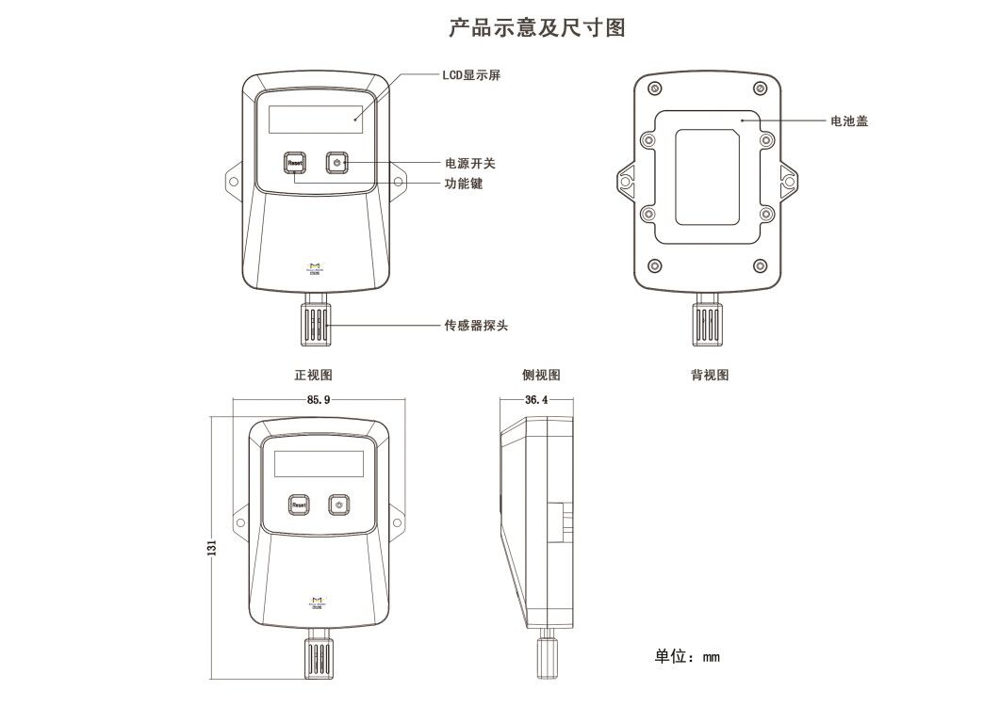 产品示意及尺寸图
LCD显示屏
电池盖
Reset
电源开关
功能键
传感器探头
正视图
侧视图
背视图
85.9
36.4
Reset
131
单位：mm